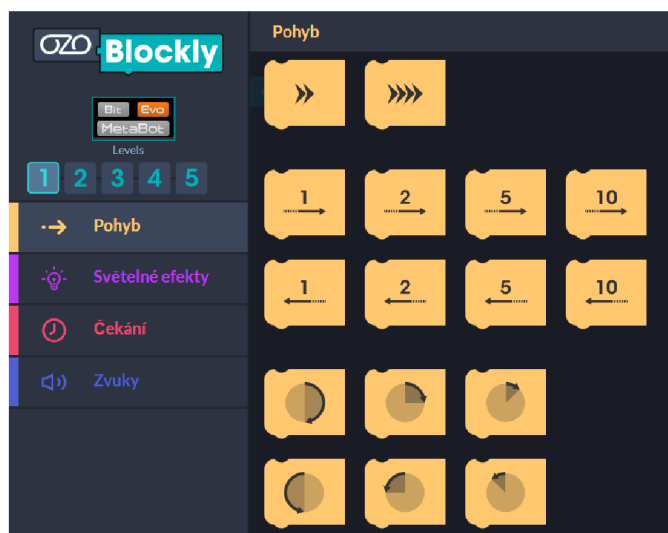 OZO
Blockly
Bit Evo
MetaBot
Levels
1 2 3 4 5
Pohyb
Světelné efekty
Čekání
Zvuky
Pohyb
1 2 5 10
1 2 5 10